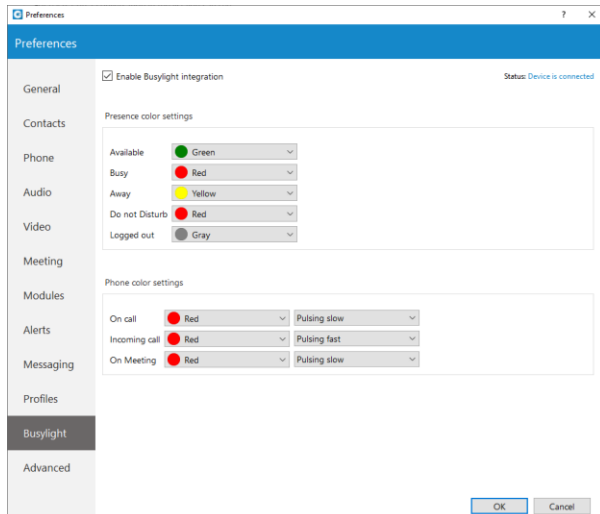 Preferences
?
Preferences
General
Contacts
Phone
Audio
Video
Meeting
Modules
Alerts
Messaging
Profiles
Busylight
Advanced
Enable Busylight integration
Status: Device is connected
Presence color settings
Available Green
Busy Red
Away Yellow
Do not Disturb Red
Logged out Gray
Phone color settings
On call Red Pulsing slow
Incoming call Red Pulsing fast
On Meeting Red Pulsing slow
OK Cancel